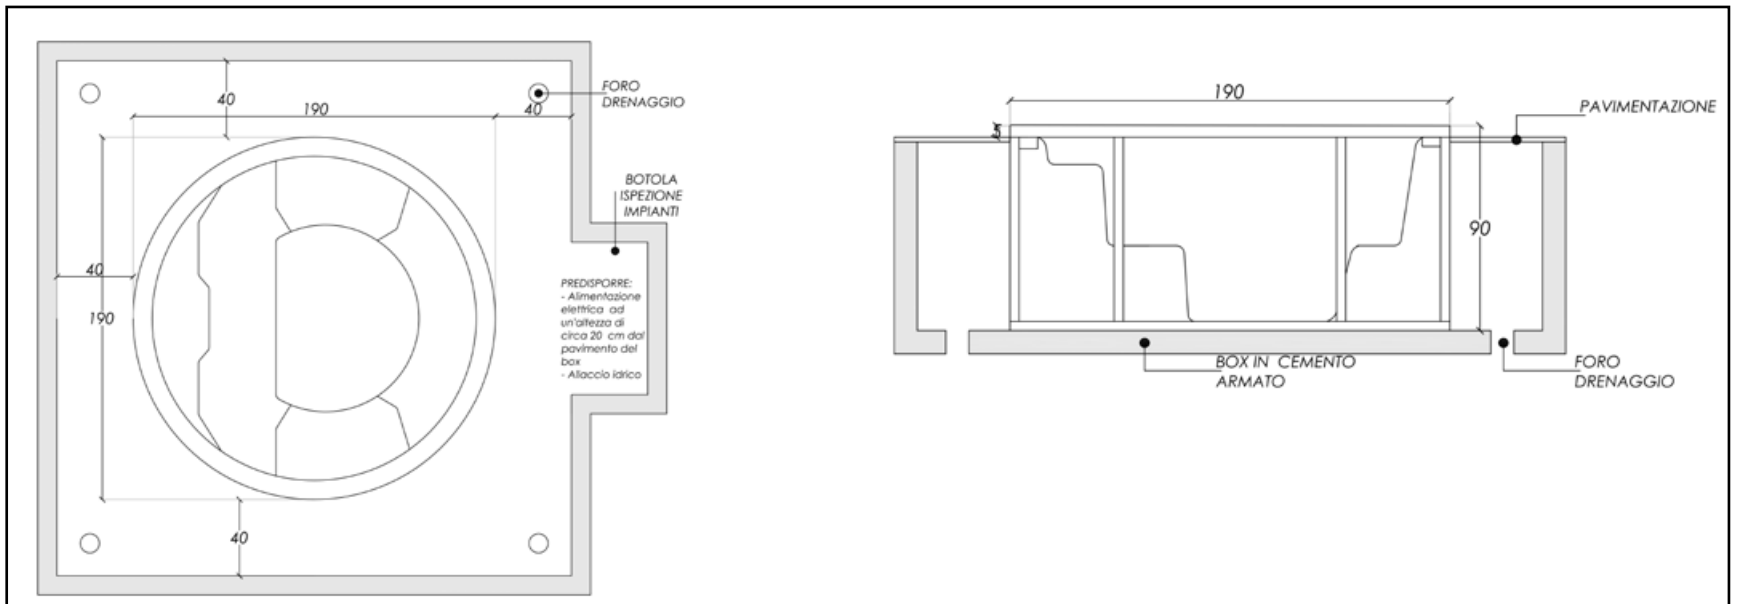 40
190
40
FORO
DRENAGGIO
BOTOLA
ISPEZIONE
IMPIANTI
40
190
PREDISPORRE:
- Alimentazione
elettrica ad
un'altezza di
circa 20 cm dal
pavimento del
box
- Allaccio idrico
40
190
5
PAVIMENTAZIONE
90
BOX IN CEMENTO
ARMATO
FORO
DRENAGGIO